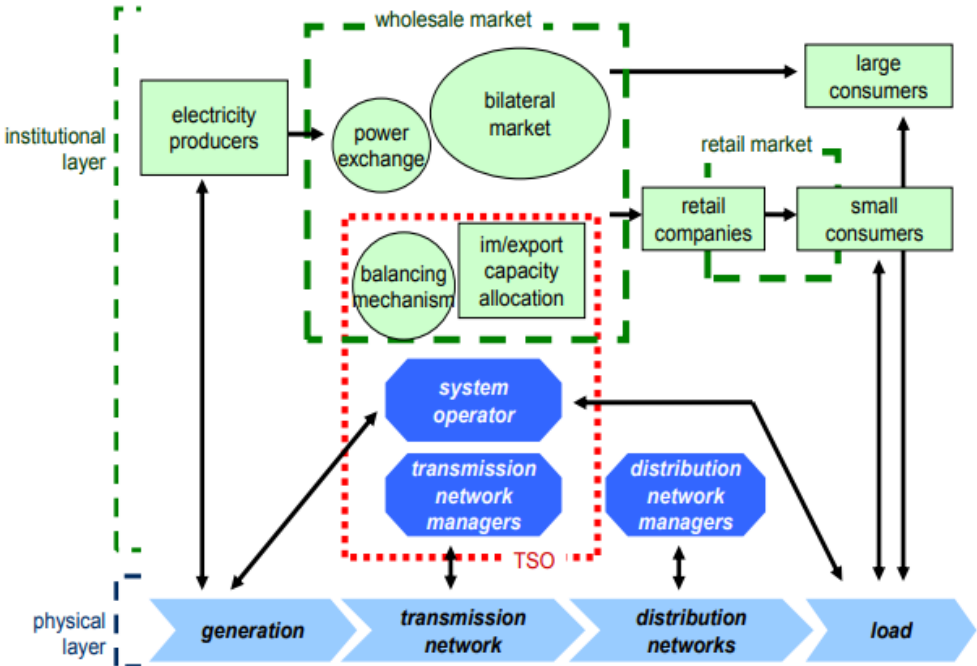 wholesale market
electricity
producers
power
exchange
bilateral
market
large
consumers
institutional
layer
retail market
retail
companies
small
consumers
balancing
mechanism
im/export
capacity
allocation
system
operator
transmission
network
managers
distribution
network
managers
TSO
physical
layer
generation
transmission
network
distribution
networks
load